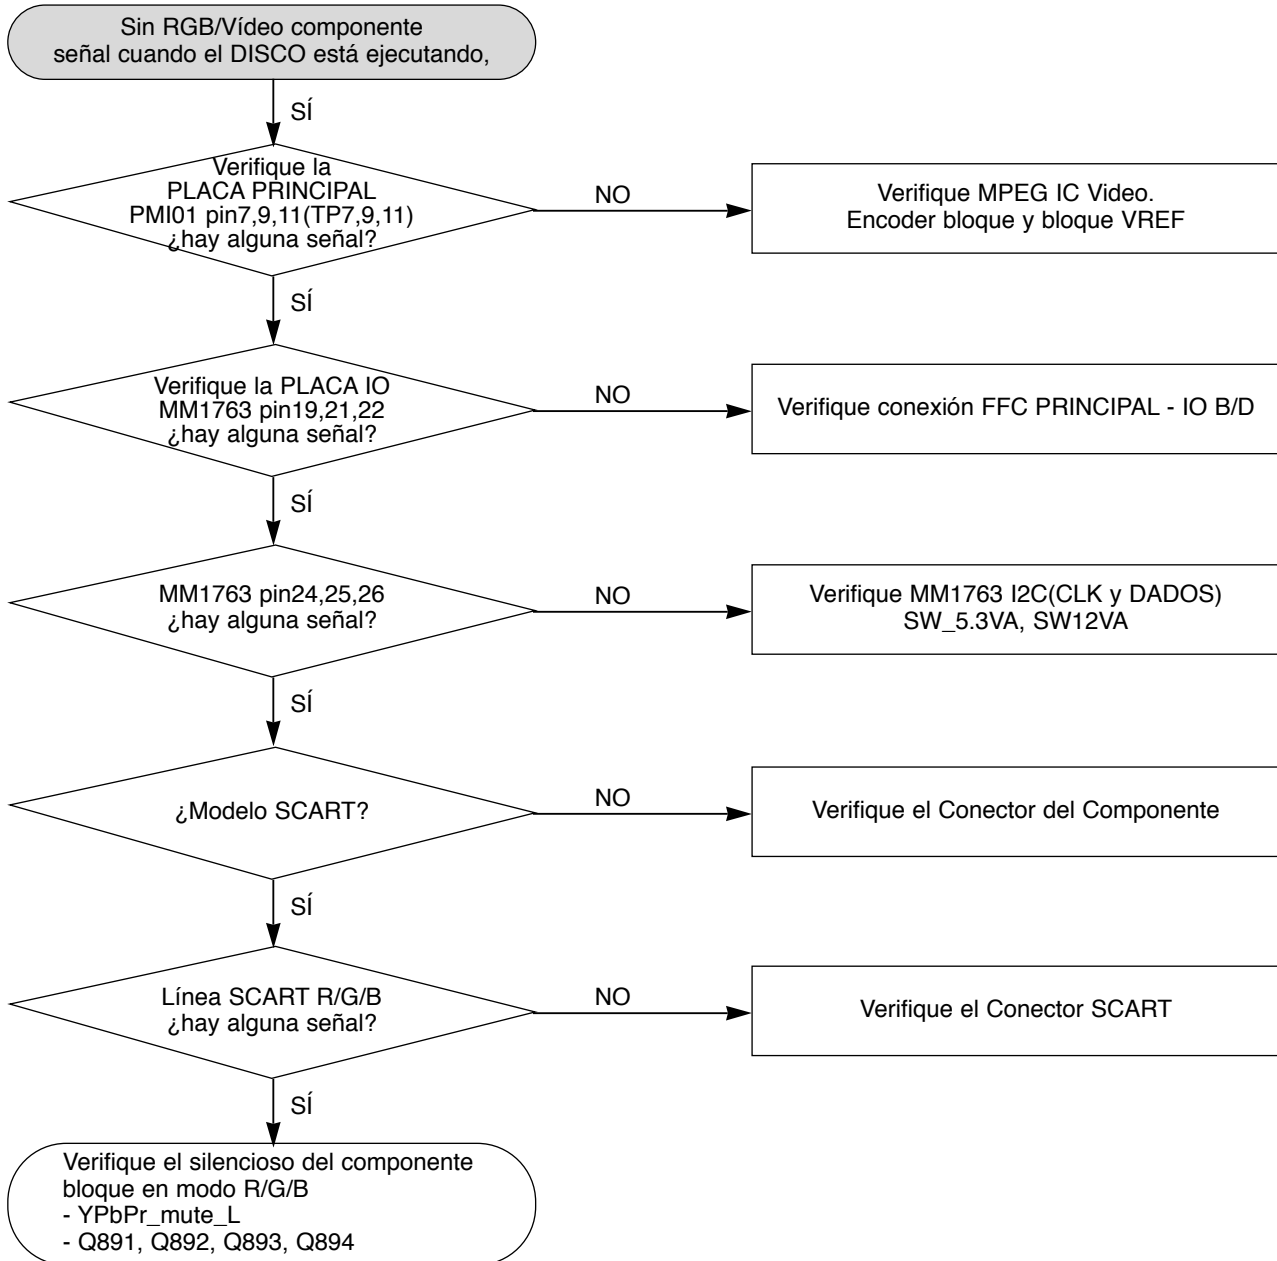 Sin RGB/Vídeo componente
señal cuando el DISCO está ejecutando,
SÍ
Verifique la
PLACA PRINCIPAL
PMI01 pin7,9,11(TP7,9,11)
¿hay alguna señal?
NO
Verifique MPEG IC Video.
Encoder bloque y bloque VREF
SÍ
Verifique la PLACA IO
MM1763 pin19,21,22
¿hay alguna señal?
NO
Verifique conexión FFC PRINCIPAL - IO B/D
SÍ
MM1763 pin24,25,26
¿hay alguna señal?
NO
Verifique MM1763 I2C(CLK y DADOS)
SW_5.3VA, SW12VA
SÍ
¿Modelo SCART?
NO
Verifique el Conector del Componente
SÍ
Línea SCART R/G/B
¿hay alguna señal?
NO
Verifique el Conector SCART
SÍ
Verifique el silencioso del componente
bloque en modo R/G/B
- YPbPr_mute_L
- Q891, Q892, Q893, Q894